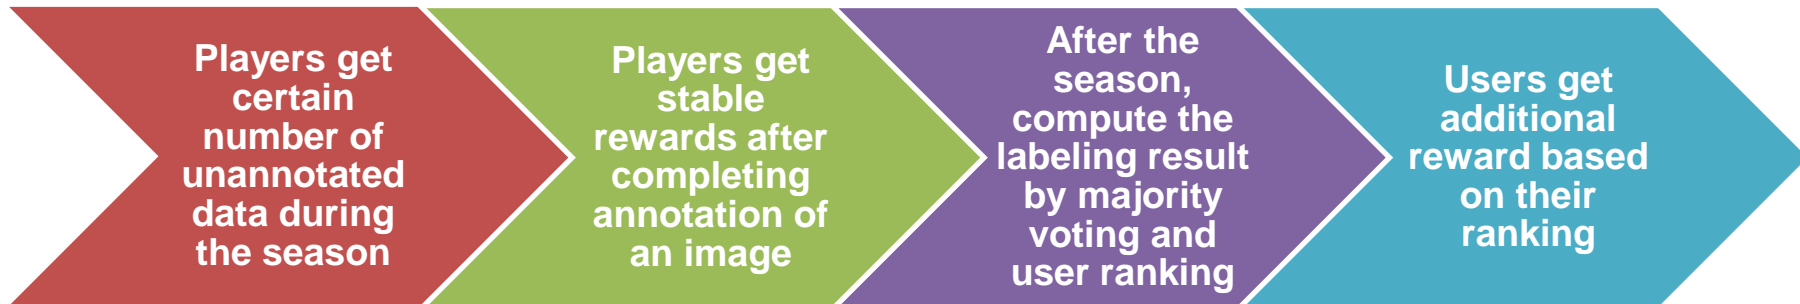 Players get
certain
number of
unannotated
data during
the season
Players get
stable
rewards after
completing
annotation of
an image
After the
season,
compute the
labeling result
by majority
voting and
user ranking
Users get
additional
reward based
on their
ranking